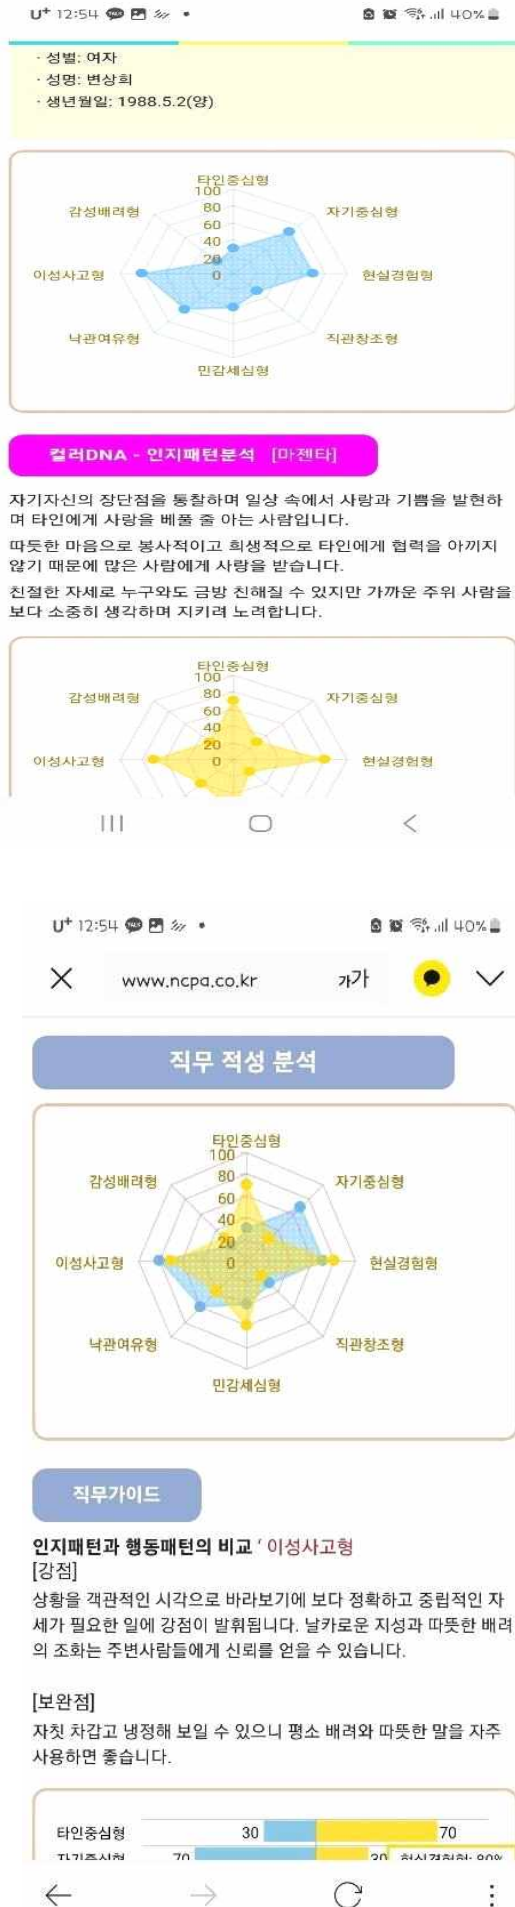 U+ 12:54 TALK 40%
· 성별: 여자
· 성명: 변상희
· 생년월일: 1988.5.2(양)
타인중심형
100
감성배려형
80
자기중심형
60
40
20
이성사고형
0
현실경험형
낙관여유형
직관창조형
민감세심형
컬러DNA - 인지패턴분석 [마젠타]
자기자신의 장단점을 통찰하며 일상 속에서 사랑과 기쁨을 발현하
며 타인에게 사랑을 베풀 줄 아는 사람입니다.
따듯한 마음으로 봉사적이고 희생적으로 타인에게 협력을 아끼지
않기 때문에 많은 사람에게 사랑을 받습니다.
친절한 자세로 누구와도 금방 친해질 수 있지만 가까운 주위 사람을
보다 소중히 생각하며 지키려 노려합니다.
타인중심형
100
감성배려형
80
자기중심형
60
40
20
이성사고형
0
현실경험형
U+ 12:54 TALK 40%
www.ncpa.co.kr
가가
직무 적성 분석
타인중심형
100
감성배려형
80
자기중심형
60
40
20
이성사고형
0
현실경험형
낙관여유형
직관창조형
민감세심형
직무가이드
인지패턴과 행동패턴의 비교 ‘ 이성사고형
[강점]
상황을 객관적인 시각으로 바라보기에 보다 정확하고 중립적인 자
세가 필요한 일에 강점이 발휘됩니다. 날카로운 지성과 따뜻한 배려
의 조화는 주변사람들에게 신뢰를 얻을 수 있습니다.
[보완점]
자칫 차갑고 냉정해 보일 수 있으니 평소 배려와 따뜻한 말을 자주
사용하면 좋습니다.
타인중심형 30 70
자기중심형 70 30 현실경험형: 80%